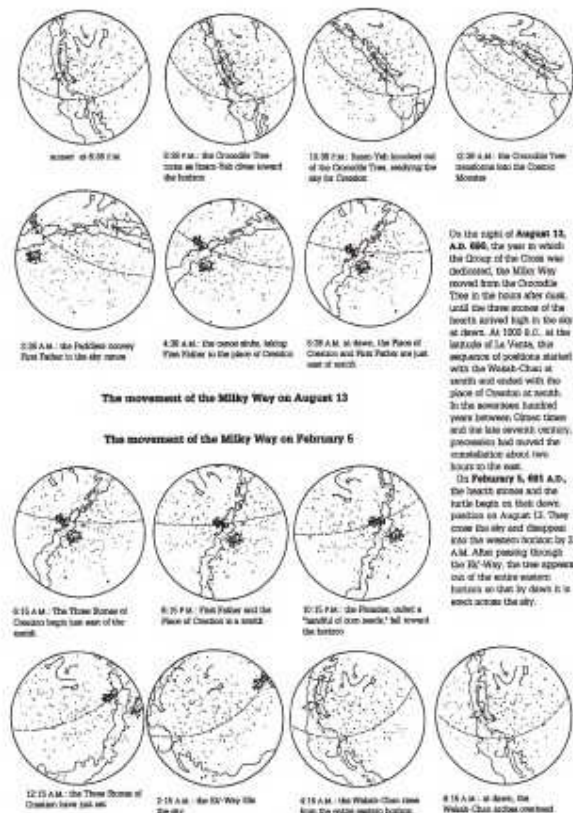 sunset at 6:38 P.M.
8:38 P.M.: the Crocodile Tree
toward
the horizon
10:38 P.M.: Itzam-Yeh knocked out
of the Crocodile Tree, readying the
sky for Creation
12:38 A.M.: the Crocodile Tree
transforms into the Cosmic
Monster
2:38 A.M.: the Paddlers convey
First Father in the sky canoe
4:38 A.M.: the canoe sinks, taking
First Father to the place of Creation
5:38 A.M. at dawn, the Place of
Creation and First Father are just
east of zenith
On the night of August 13,
A.D. 690, the year in which
the Group of the Cross was
dedicated, the Milky Way
moved from the Crocodile
Tree in the hours after dusk,
until the three stones of the
hearth arrived high in the sky
at dawn. At 1000 B.C. at the
latitude of La Venta, this
sequence of positions started
with the Wakah-Chan at
zenith and ended with the
place of Creation at zenith.
In the seventeen hundred
years between Olmec times
and the late seventh century,
precession had moved the
constellation about two
hours to the east.
The movement of the Milky Way on August 13
The movement of the Milky Way on February 5
On Feburary 5, 691 A.D.,
the hearth stones and the
turtle begin on their dawn
position on August 13. They
cross the sky and disappear
into the western horizon by 2
A.M. After passing through
the Ek'-Way, the tree appears
out of the entire eastern
horizon so that by dawn it is
erect across the sky.
6:15 A.M.: The Three Stones of
Creation begin just east of the
zenith
8:15 P.M.: First Father and the
Place of Creation is a zenith
10:15 P.M.: the Pleiades, called a
"handful of corn seeds," fall toward
the horizon
12:15 A.M.: the Three Stones of
Creation have just set
2:15 A.M.: the Ek'-Way fills
the sky
4:15 A.M.: the Wakah-Chan rises
from the entire eastern horizon
6:15 A.M.: at dawn, the
Wakah-Chan arches overhead